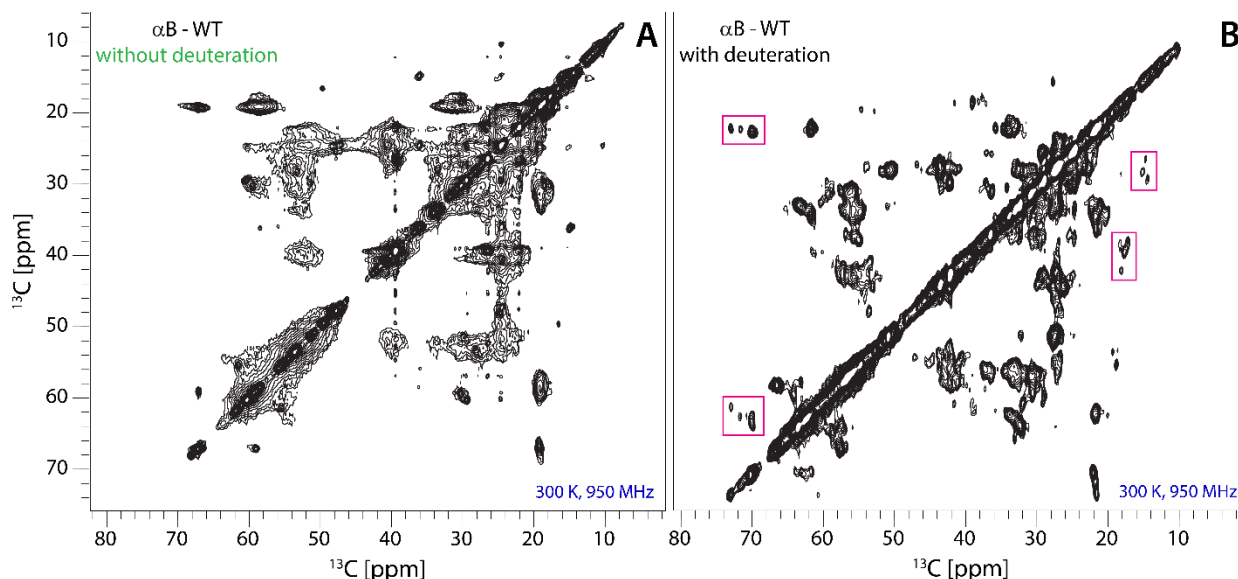 αB - WT
without deuteration
A
10
20
30
40
50
60
70
¹³C [ppm]
300 K, 950 MHz
80 70 60 50 40 30 20 10
¹³C [ppm]
αB - WT
with deuteration
B
300 K, 950 MHz
80 70 60 50 40 30 20 10
¹³C [ppm]